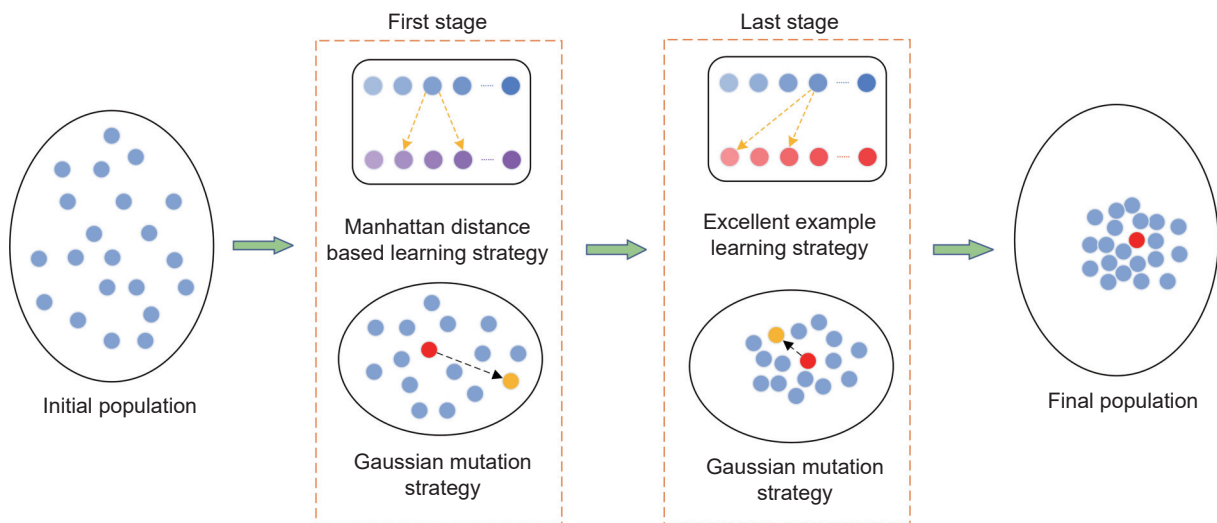 First stage
Last stage
Manhattan distance
based learning strategy
Excellent example
learning strategy
Initial population
Final population
Gaussian mutation
strategy
Gaussian mutation
strategy